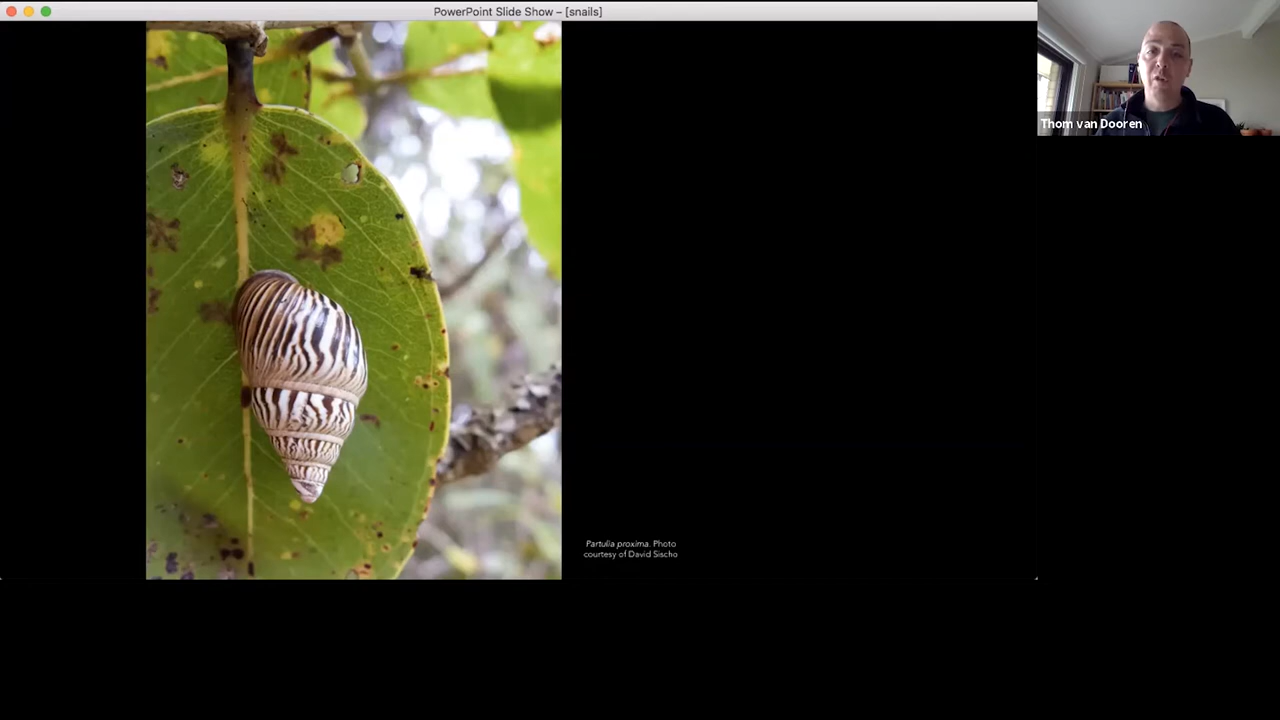 PowerPoint Slide Show – [snails]
Thom van Dooren
Partulia proxima. Photo
courtesy of David Sischo